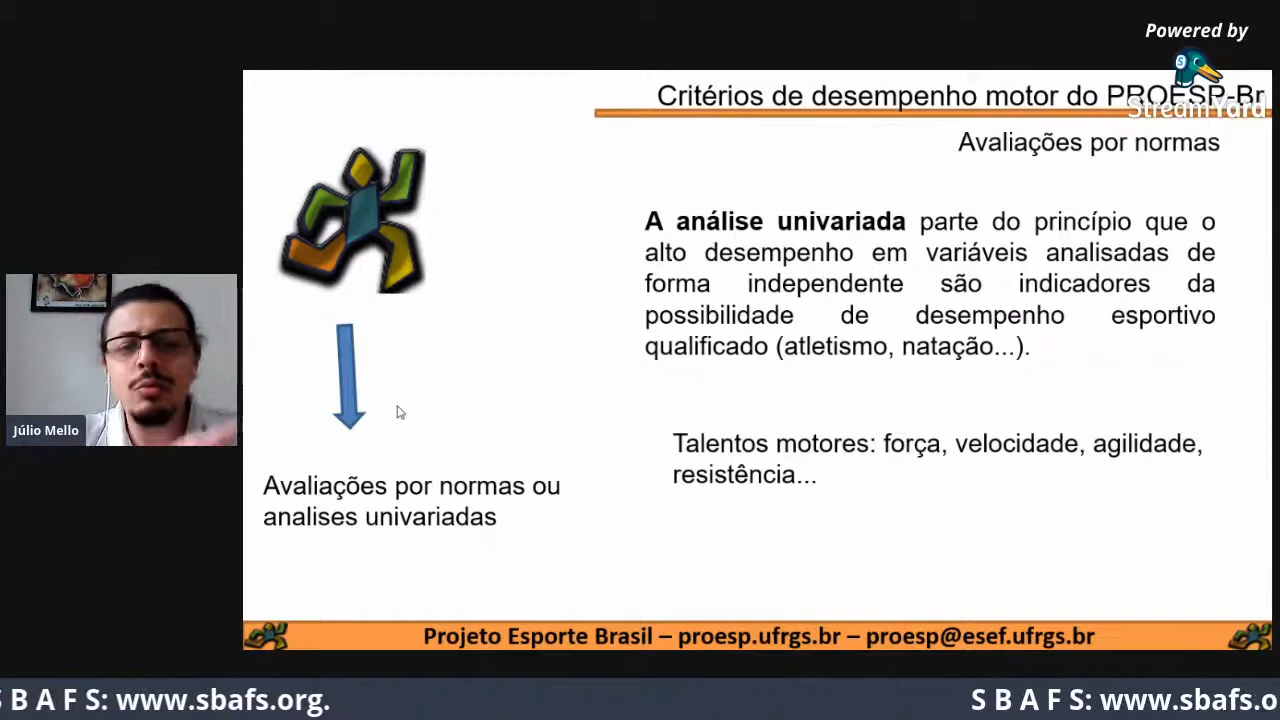 Powered by
StreamYard
Critérios de desempenho motor do PROESP-Br
Avaliações por normas
A análise univariada parte do princípio que o
alto desempenho em variáveis analisadas de
forma independente são indicadores da
possibilidade de desempenho esportivo
qualificado (atletismo, natação...).
Talentos motores: força, velocidade, agilidade,
resistência...
Avaliações por normas ou
analises univariadas
Júlio Mello
Projeto Esporte Brasil – proesp.ufrgs.br – proesp@esef.ufrgs.br
S B A F S: www.sbafs.org.
S B A F S: www.sbafs.o